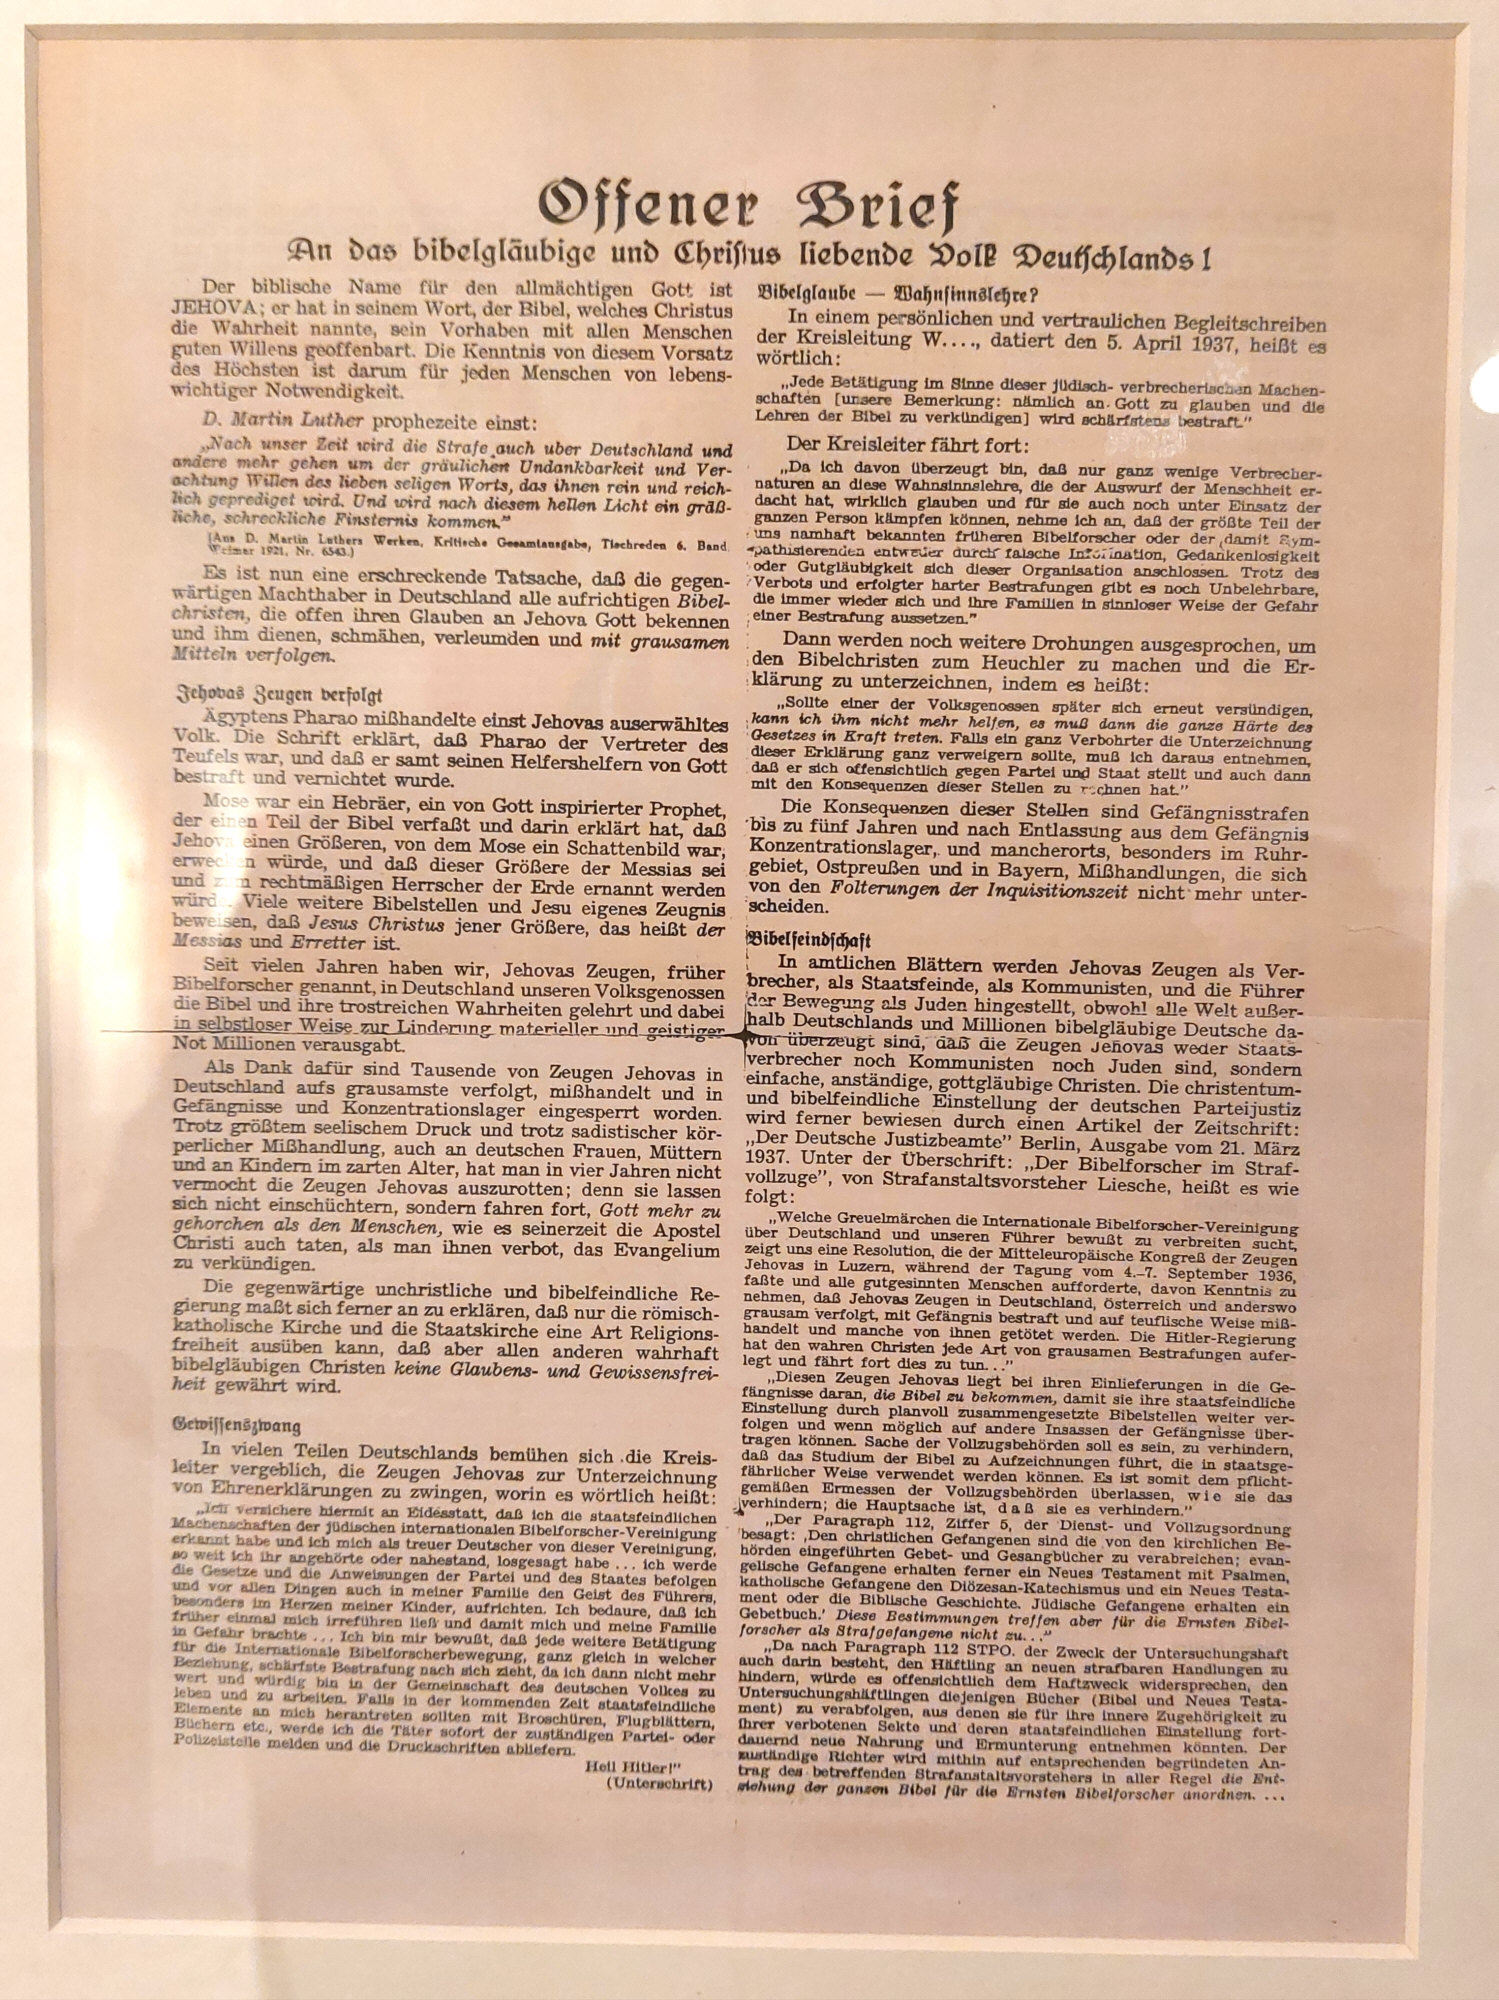 Offener Brief
An das bibelgläubige und Christus liebende Volk Deutschlands!
Der biblische Name für den allmächtigen Gott ist
JEHOVA; er hat in seinem Wort, der Bibel, welches Christus
die Wahrheit nannte, sein Vorhaben mit allen Menschen
guten Willens geoffenbart. Die Kenntnis von diesem Vorsatz
des Höchsten ist darum für jeden Menschen von lebens-
wichtiger Notwendigkeit.
D. Martin Luther prophezeite einst:
„Nach unser Zeit wird die Strafe auch uber Deutschland und
andere mehr gehen um der gräulichen Undankbarkeit und Ver-
achtung Willen des lieben seligen Worts, das ihnen rein und reich-
lich geprediget wird. Und wird nach diesem hellen Licht ein gräß-
liche, schreckliche Finsternis kommen.“
(Aus D. Martin Luthers Werken, Kritische Gesamtausgabe, Tischreden 6. Band.
Weimar 1921, Nr. 6543.)
Es ist nun eine erschreckende Tatsache, daß die gegen-
wärtigen Machthaber in Deutschland alle aufrichtigen Bibel-
christen, die offen ihren Glauben an Jehova Gott bekennen
und ihm dienen, schmähen, verleumden und mit grausamen
Mitteln verfolgen.
Jehovas Zeugen verfolgt
Ägyptens Pharao mißhandelte einst Jehovas auserwähltes
Volk. Die Schrift erklärt, daß Pharao der Vertreter des
Teufels war, und daß er samt seinen Helfershelfern von Gott
bestraft und vernichtet wurde.
Mose war ein Hebräer, ein von Gott inspirierter Prophet,
der einen Teil der Bibel verfaßt und darin erklärt hat, daß
Jehova einen Größeren, von dem Mose ein Schattenbild war,
erwecken würde, und daß dieser Größere der Messias sei
und zum rechtmäßigen Herrscher der Erde ernannt werden
würde. Viele weitere Bibelstellen und Jesu eigenes Zeugnis
beweisen, daß Jesus Christus jener Größere, das heißt der
Messias und Erretter ist.
Seit vielen Jahren haben wir, Jehovas Zeugen, früher
Bibelforscher genannt, in Deutschland unseren Volksgenossen
die Bibel und ihre trostreichen Wahrheiten gelehrt und dabei
in selbstloser Weise zur Linderung materieller und geistiger
Not Millionen verausgabt.
Als Dank dafür sind Tausende von Zeugen Jehovas in
Deutschland aufs grausamste verfolgt, mißhandelt und in
Gefängnisse und Konzentrationslager eingesperrt worden.
Trotz größtem seelischem Druck und trotz sadistischer kör-
perlicher Mißhandlung, auch an deutschen Frauen, Müttern
und an Kindern im zarten Alter, hat man in vier Jahren nicht
vermocht die Zeugen Jehovas auszurotten; denn sie lassen
sich nicht einschüchtern, sondern fahren fort, Gott mehr zu
gehorchen als den Menschen, wie es seinerzeit die Apostel
Christi auch taten, als man ihnen verbot, das Evangelium
zu verkündigen.
Die gegenwärtige unchristliche und bibelfeindliche Re-
gierung maßt sich ferner an zu erklären, daß nur die römisch-
katholische Kirche und die Staatskirche eine Art Religions-
freiheit ausüben kann, daß aber allen anderen wahrhaft
bibelgläubigen Christen keine Glaubens- und Gewissensfrei-
heit gewährt wird.
Gewissenszwang
In vielen Teilen Deutschlands bemühen sich die Kreis-
leiter vergeblich, die Zeugen Jehovas zur Unterzeichnung
von Ehrenerklärungen zu zwingen, worin es wörtlich heißt:
„Ich versichere hiermit an Eidesstatt, daß ich die staatsfeindlichen
Machenschaften der jüdischen internationalen Bibelforscher-Vereinigung
erkannt habe und ich mich als treuer Deutscher von dieser Vereinigung,
so weit ich ihr angehörte oder nahestand, losgesagt habe ... ich werde
die Gesetze und die Anweisungen der Partei und des Staates befolgen
und vor allen Dingen auch in meiner Familie den Geist des Führers,
besonders im Herzen meiner Kinder, aufrichten. Ich bedaure, daß ich
früher einmal mich irreführen ließ und damit mich und meine Familie
in Gefahr brachte ... Ich bin mir bewußt, daß jede weitere Betätigung
für die Internationale Bibelforscherbewegung, ganz gleich in welcher
Beziehung, schärfste Bestrafung nach sich zieht, da ich dann nicht mehr
wert und würdig bin in der Gemeinschaft des deutschen Volkes zu
leben und zu arbeiten. Falls in der kommenden Zeit staatsfeindliche
Elemente an mich herantreten sollten mit Broschüren, Flugblättern,
Büchern etc., werde ich die Täter sofort der zuständigen Partei- oder
Polizeistelle melden und die Druckschriften abliefern.
Heil Hitler!“
(Unterschrift)
Bibelglaube — Wahnsinnslehre?
In einem persönlichen und vertraulichen Begleitschreiben
der Kreisleitung W...., datiert den 5. April 1937, heißt es
wörtlich:
„Jede Betätigung im Sinne dieser jüdisch- verbrecherischen Machen-
schaften [unsere Bemerkung: nämlich an Gott zu glauben und die
Lehren der Bibel zu verkündigen] wird schärfstens bestraft.“
Der Kreisleiter fährt fort:
„Da ich davon überzeugt bin, daß nur ganz wenige Verbrecher-
naturen an diese Wahnsinnslehre, die der Auswurf der Menschheit er-
dacht hat, wirklich glauben und für sie auch noch unter Einsatz der
ganzen Person kämpfen können, nehme ich an, daß der größte Teil der
uns namhaft bekannten früheren Bibelforscher oder der damit Sym-
pathisierenden entweder durch falsche Information, Gedankenlosigkeit
oder Gutgläubigkeit sich dieser Organisation anschlossen. Trotz des
Verbots und erfolgter harter Bestrafungen gibt es noch Unbelehrbare,
die immer wieder sich und ihre Familien in sinnloser Weise der Gefahr
einer Bestrafung aussetzen.“
Dann werden noch weitere Drohungen ausgesprochen, um
den Bibelchristen zum Heuchler zu machen und die Er-
klärung zu unterzeichnen, indem es heißt:
„Sollte einer der Volksgenossen später sich erneut versündigen,
kann ich ihm nicht mehr helfen, es muß dann die ganze Härte des
Gesetzes in Kraft treten. Falls ein ganz Verbohrter die Unterzeichnung
dieser Erklärung ganz verweigern sollte, muß ich daraus entnehmen,
daß er sich offensichtlich gegen Partei und Staat stellt und auch dann
mit den Konsequenzen dieser Stellen zu rechnen hat.“
Die Konsequenzen dieser Stellen sind Gefängnisstrafen
bis zu fünf Jahren und nach Entlassung aus dem Gefängnis
Konzentrationslager, und mancherorts, besonders im Ruhr-
gebiet, Ostpreußen und in Bayern, Mißhandlungen, die sich
von den Folterungen der Inquisitionszeit nicht mehr unter-
scheiden.
Bibelfeindschaft
In amtlichen Blättern werden Jehovas Zeugen als Ver-
brecher, als Staatsfeinde, als Kommunisten, und die Führer
der Bewegung als Juden hingestellt, obwohl alle Welt außer-
halb Deutschlands und Millionen bibelgläubige Deutsche da-
von überzeugt sind, daß die Zeugen Jehovas weder Staats-
verbrecher noch Kommunisten noch Juden sind, sondern
einfache, anständige, gottgläubige Christen. Die christentum-
und bibelfeindliche Einstellung der deutschen Parteijustiz
wird ferner bewiesen durch einen Artikel der Zeitschrift:
„Der Deutsche Justizbeamte“ Berlin, Ausgabe vom 21. März
1937. Unter der Überschrift: „Der Bibelforscher im Straf-
vollzuge“, von Strafanstaltsvorsteher Liesche, heißt es wie
folgt:
„Welche Greuelmärchen die Internationale Bibelforscher-Vereinigung
über Deutschland und unseren Führer bewußt zu verbreiten sucht,
zeigt uns eine Resolution, die der Mitteleuropäische Kongreß der Zeugen
Jehovas in Luzern, während der Tagung vom 4.–7. September 1936,
faßte und alle gutgesinnten Menschen aufforderte, davon Kenntnis zu
nehmen, daß Jehovas Zeugen in Deutschland, Österreich und anderswo
grausam verfolgt, mit Gefängnis bestraft und auf teuflische Weise miß-
handelt und manche von ihnen getötet werden. Die Hitler-Regierung
hat den wahren Christen jede Art von grausamen Bestrafungen aufer-
legt und fährt fort dies zu tun...“
„Diesen Zeugen Jehovas liegt bei ihren Einlieferungen in die Ge-
fängnisse daran, die Bibel zu bekommen, damit sie ihre staatsfeindliche
Einstellung durch planvoll zusammengesetzte Bibelstellen weiter ver-
folgen und wenn möglich auf andere Insassen der Gefängnisse über-
tragen können. Sache der Vollzugsbehörden soll es sein, zu verhindern,
daß das Studium der Bibel zu Aufzeichnungen führt, die in staatsge-
fährlicher Weise verwendet werden können. Es ist somit dem pflicht-
gemäßen Ermessen der Vollzugsbehörden überlassen, wie sie das
verhindern; die Hauptsache ist, daß sie es verhindern.“
„Der Paragraph 112, Ziffer 5, der Dienst- und Vollzugsordnung
besagt: ‚Den christlichen Gefangenen sind die von den kirchlichen Be-
hörden eingeführten Gebet- und Gesangbücher zu verabreichen; evan-
gelische Gefangene erhalten ferner ein Neues Testament mit Psalmen,
katholische Gefangene den Diözesan-Katechismus und ein Neues Testa-
ment oder die Biblische Geschichte. Jüdische Gefangene erhalten ein
Gebetbuch.‘ Diese Bestimmungen treffen aber für die Ernsten Bibel-
forscher als Strafgefangene nicht zu...“
„Da nach Paragraph 112 STPO. der Zweck der Untersuchungshaft
auch darin besteht, den Häftling an neuen strafbaren Handlungen zu
hindern, würde es offensichtlich dem Haftzweck widersprechen, den
Untersuchungshäftlingen diejenigen Bücher (Bibel und Neues Testa-
ment) zu verabfolgen, aus denen sie für ihre innere Zugehörigkeit zu
ihrer verbotenen Sekte und deren staatsfeindlichen Einstellung fort-
dauernd neue Nahrung und Ermunterung entnehmen könnten. Der
zuständige Richter wird mithin auf entsprechenden begründeten An-
trag des betreffenden Strafanstaltsvorstehers in aller Regel die Ent-
ziehung der ganzen Bibel für die Ernsten Bibelforscher anordnen. ...